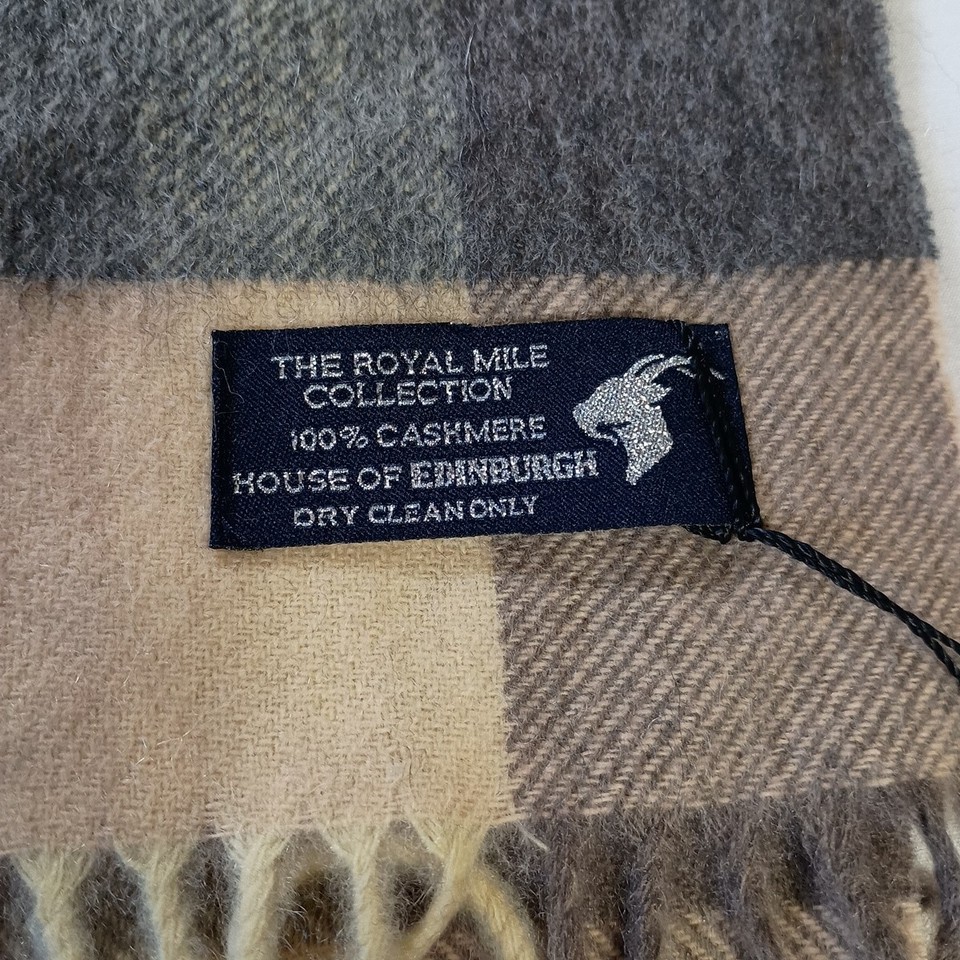 THE ROYAL MILE
COLLECTION
100% CASHMERE
HOUSE OF EDINBURGH
DRY CLEAN ONLY